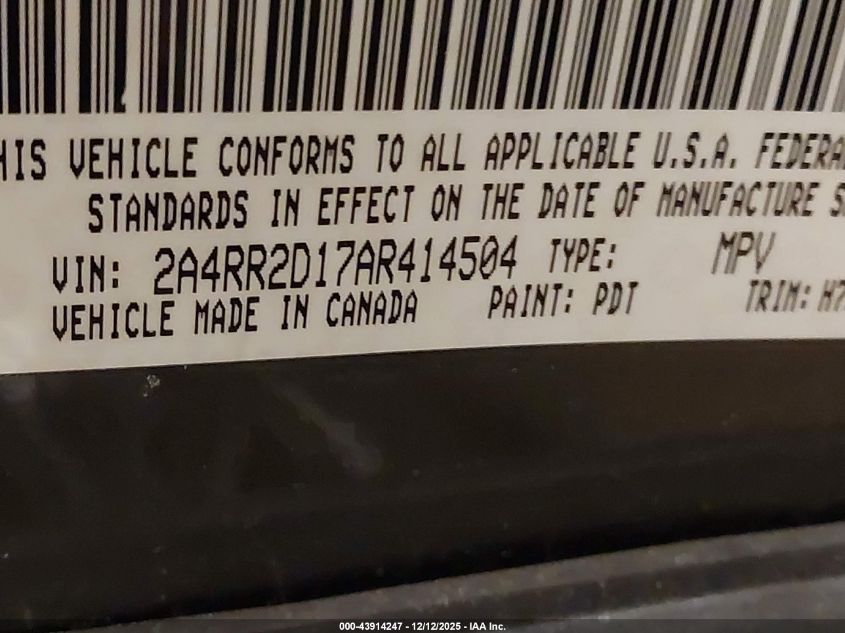 HIS VEHICLE CONFORMS TO ALL APPLICABLE U.S.A. FEDERA
STANDARDS IN EFFECT ON THE DATE OF MANUFACTURE S
VIN: 2A4RR2D17AR414504 TYPE: MPV
VEHICLE MADE IN CANADA PAINT: PDT TRIM: H7
000-43914247 - 12/12/2025 - IAA Inc.